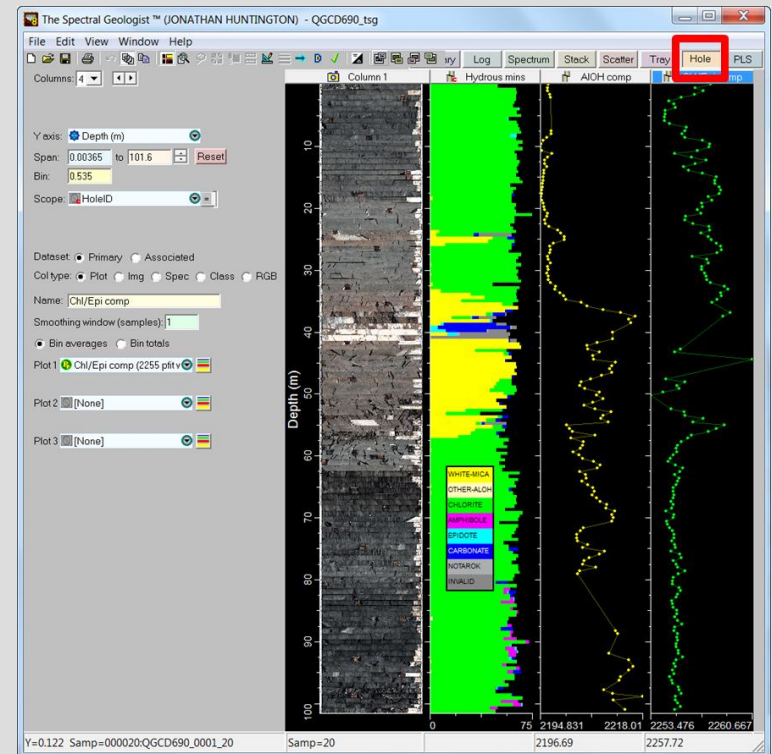 The Spectral Geologist ™ (JONATHAN HUNTINGTON) - QGCD690_tsg
File Edit View Window Help
Log Spectrum Stack Scatter Tray Hole PLS
Columns: 4
Column 1 Hydrous mins AlOH comp
Y axis: Depth (m)
Span: 0.00365 to 101.6 Reset
Bin: 0.535
Scope: HoleID
Dataset: Primary Associated
Col type: Plot Img Spec Class RGB
Name: Chl/Epi comp
Smoothing window (samples): 1
Bin averages Bin totals
Plot 1 Chl/Epi comp (2255 pfit v
Plot 2 [None]
Plot 3 [None]
Depth (m)
10
20
30
40
50
60
70
80
90
100
WHITE-MICA
OTHER-ALOH
CHLORITE
AMPHIBOLE
EPIDOTE
CARBONATE
NOTAROK
INVALID
0 75 2194.831 2218.01 2253.476 2260.667
Y=0.122 Samp=000020:QGCD690_0001_20 Samp=20 2196.69 2257.72